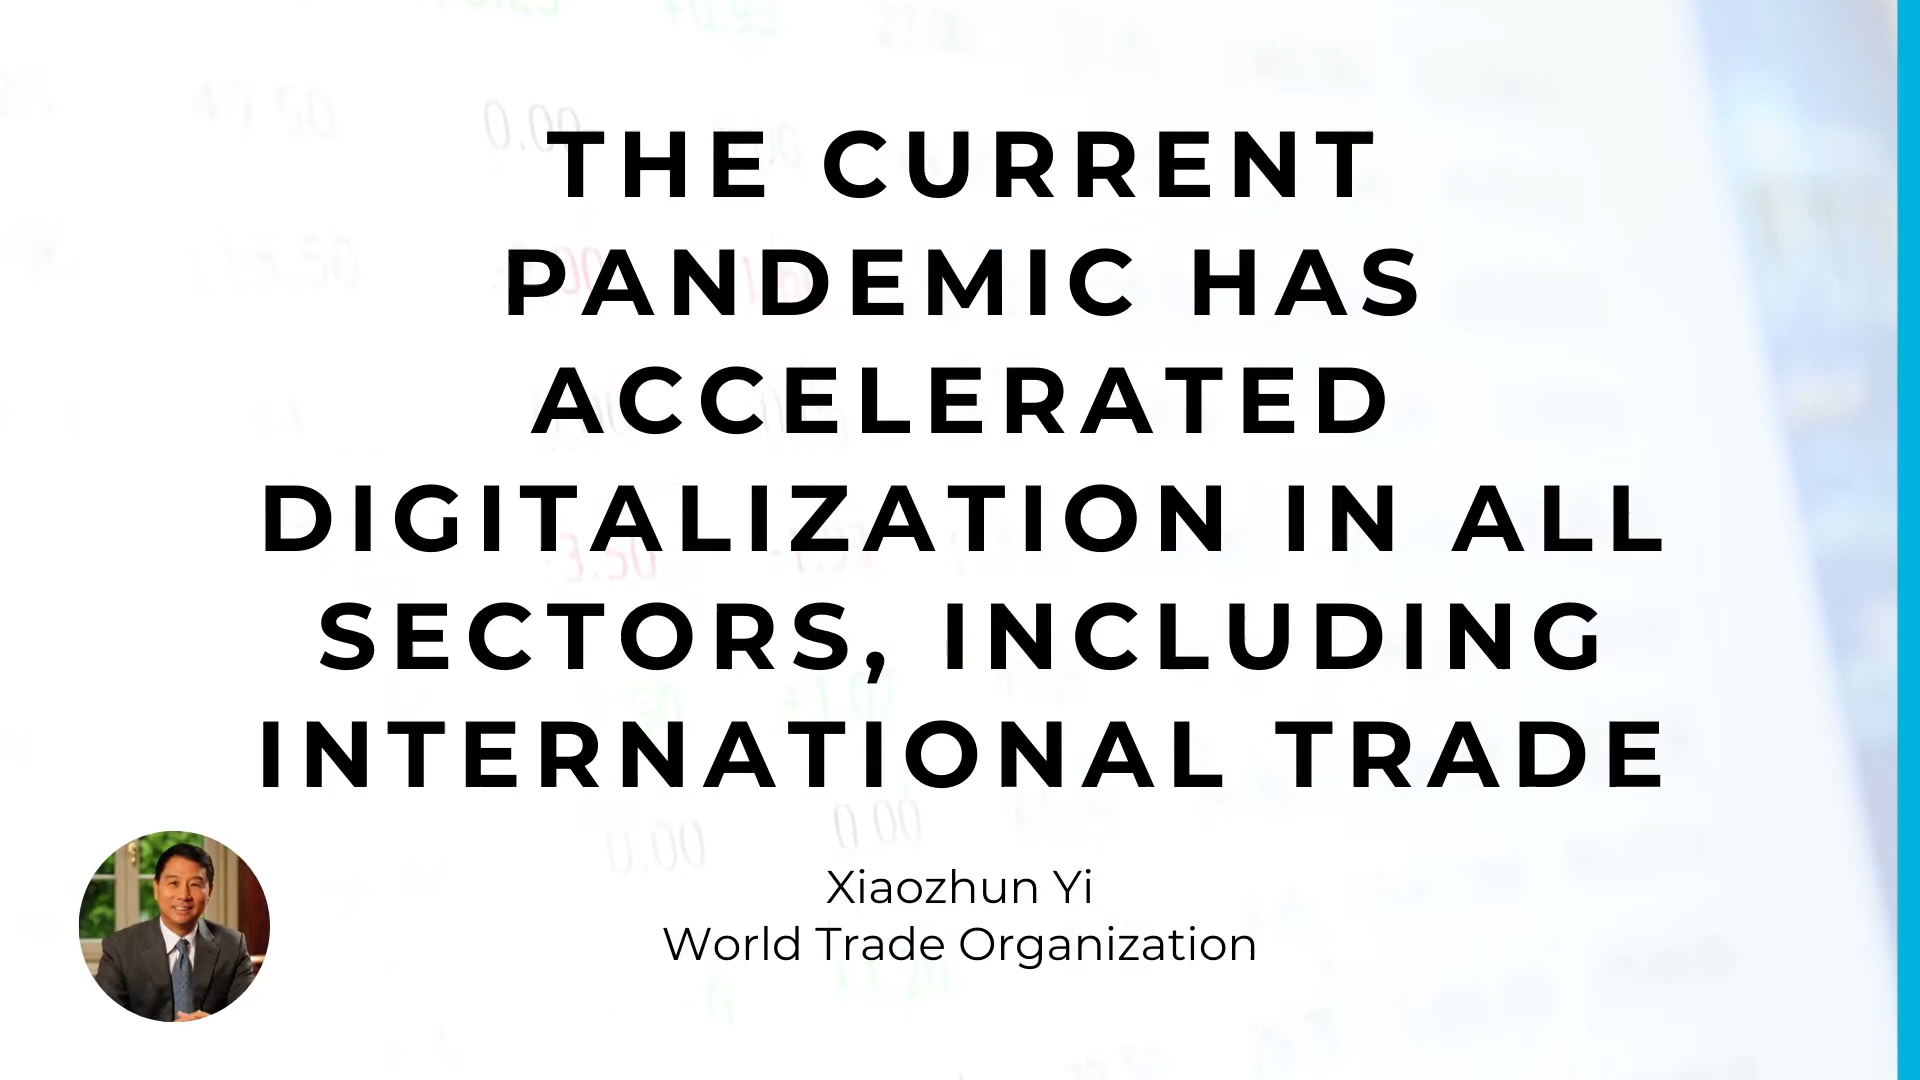 THE CURRENT
PANDEMIC HAS
ACCELERATED
DIGITALIZATION IN ALL
SECTORS, INCLUDING
INTERNATIONAL TRADE
Xiaozhun Yi
World Trade Organization